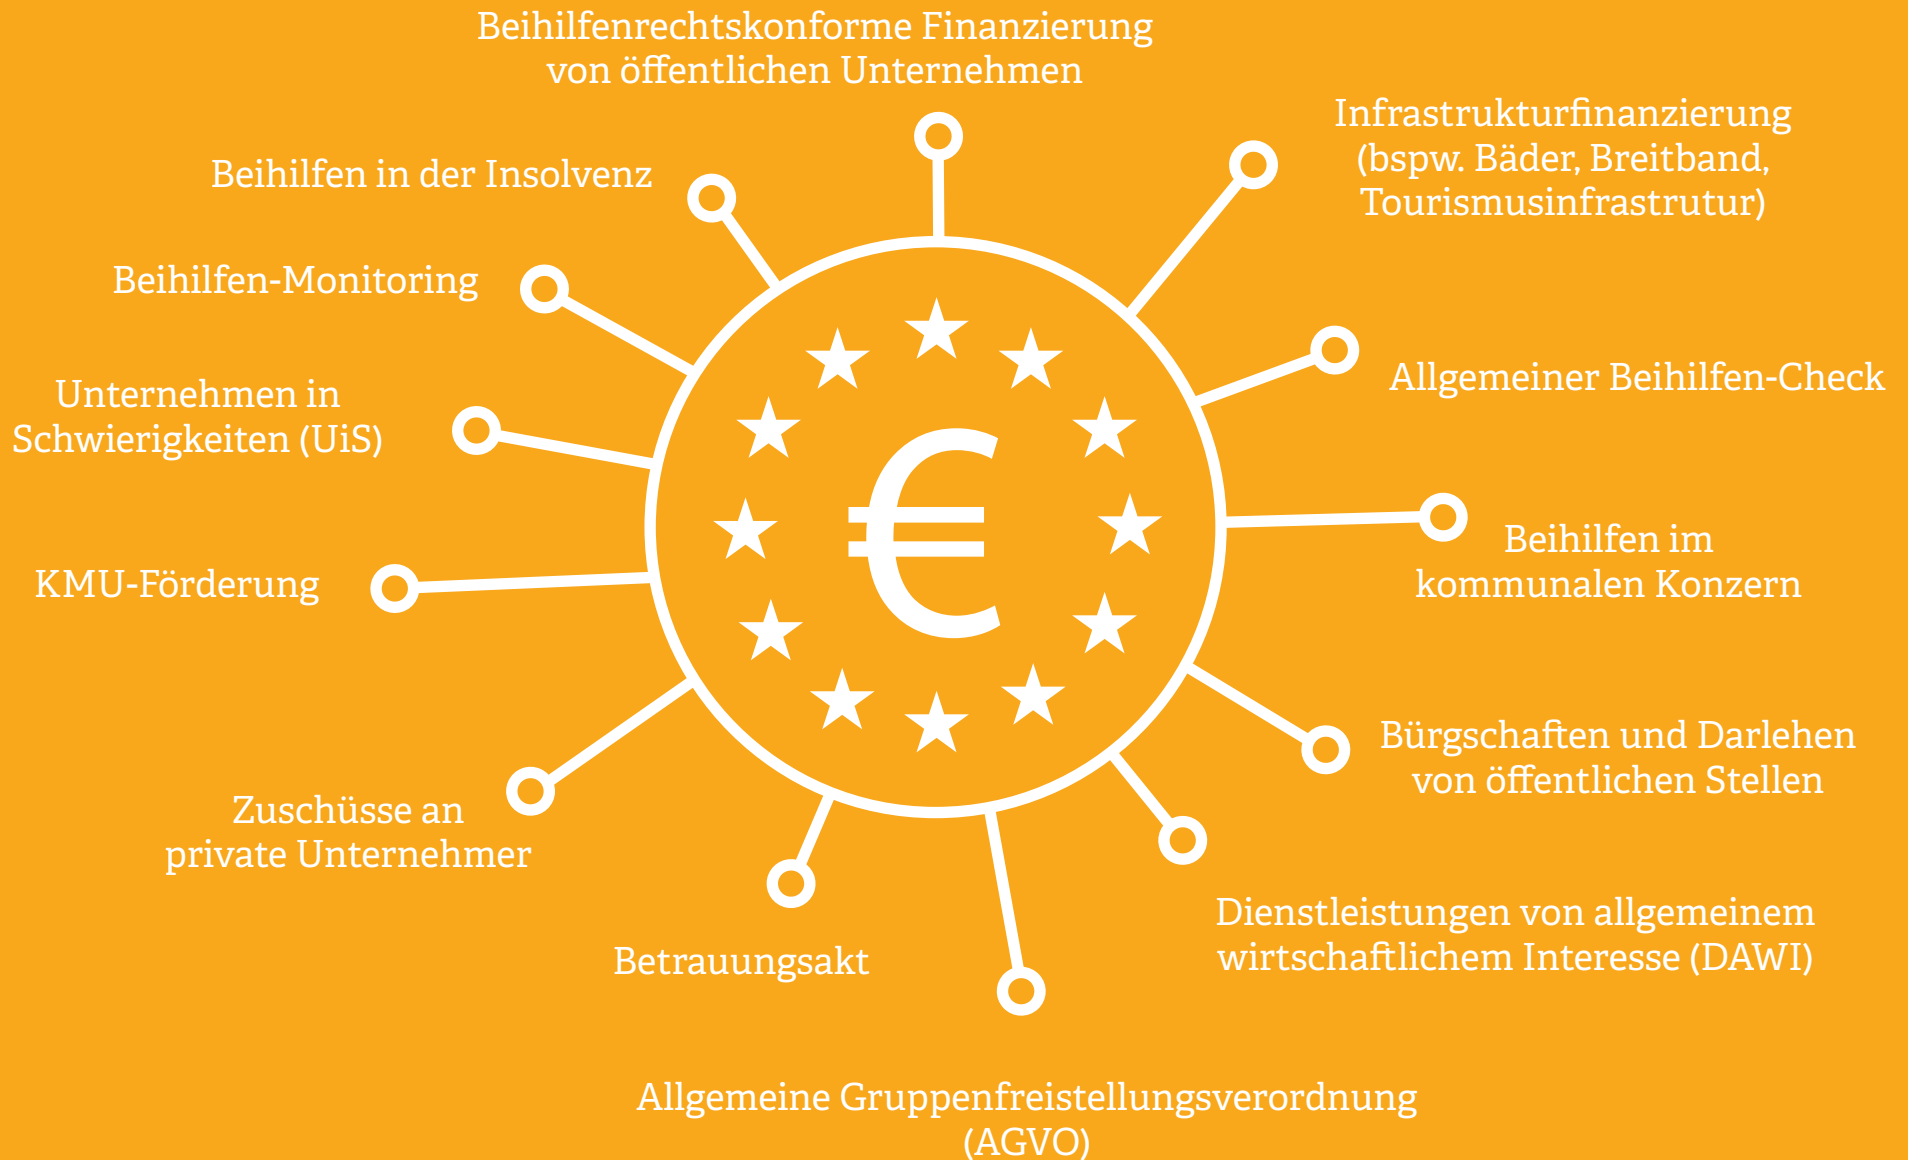 Beihilfenrechtskonforme Finanzierung
von öffentlichen Unternehmen
Infrastrukturfinanzierung
(bspw. Bäder, Breitband,
Tourismusinfrastrutur)
Beihilfen in der Insolvenz
Beihilfen-Monitoring
Allgemeiner Beihilfen-Check
Unternehmen in
Schwierigkeiten (UiS)
€
Beihilfen im
kommunalen Konzern
KMU-Förderung
Bürgschaften und Darlehen
von öffentlichen Stellen
Zuschüsse an
private Unternehmer
Dienstleistungen von allgemeinem
wirtschaftlichem Interesse (DAWI)
Betrauungsakt
Allgemeine Gruppenfreistellungsverordnung
(AGVO)